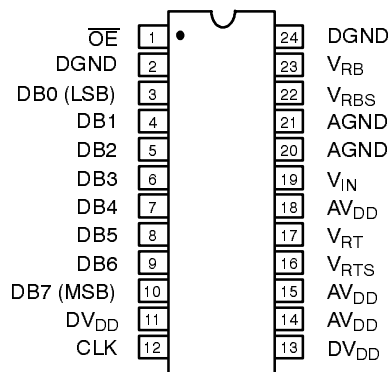 OE 1 24 DGND
DGND 2 23 VRB
DB0 (LSB) 3 22 VRBS
DB1 4 21 AGND
DB2 5 20 AGND
DB3 6 19 VIN
DB4 7 18 AVDD
DB5 8 17 VRT
DB6 9 16 VRTS
DB7 (MSB) 10 15 AVDD
DVDD 11 14 AVDD
CLK 12 13 DVDD